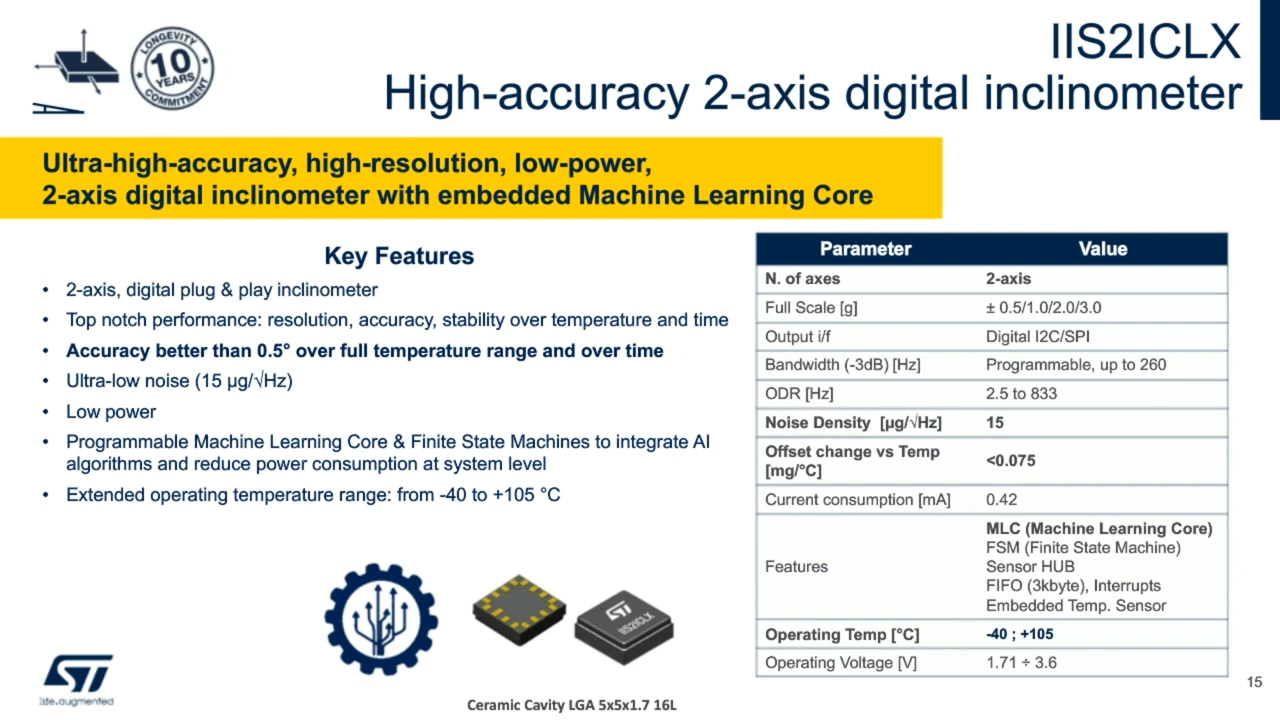 LONGEVITY
10
YEARS
COMMITMENT
IIS2ICLX
High-accuracy 2-axis digital inclinometer
Ultra-high-accuracy, high-resolution, low-power,
2-axis digital inclinometer with embedded Machine Learning Core
Key Features
• 2-axis, digital plug & play inclinometer
• Top notch performance: resolution, accuracy, stability over temperature and time
• Accuracy better than 0.5° over full temperature range and over time
• Ultra-low noise (15 µg/√Hz)
• Low power
• Programmable Machine Learning Core & Finite State Machines to integrate AI
algorithms and reduce power consumption at system level
• Extended operating temperature range: from -40 to +105 °C
Parameter Value
N. of axes 2-axis
Full Scale [g] ± 0.5/1.0/2.0/3.0
Output i/f Digital I2C/SPI
Bandwidth (-3dB) [Hz] Programmable, up to 260
ODR [Hz] 2.5 to 833
Noise Density [µg/√Hz] 15
Offset change vs Temp
[mg/°C] <0.075
Current consumption [mA] 0.42
Features MLC (Machine Learning Core)
FSM (Finite State Machine)
Sensor HUB
FIFO (3kbyte), Interrupts
Embedded Temp. Sensor
Operating Temp [°C] -40 ; +105
Operating Voltage [V] 1.71 ÷ 3.6
ST
IIS2ICLX
Ceramic Cavity LGA 5x5x1.7 16L
ST
life.augmented
15